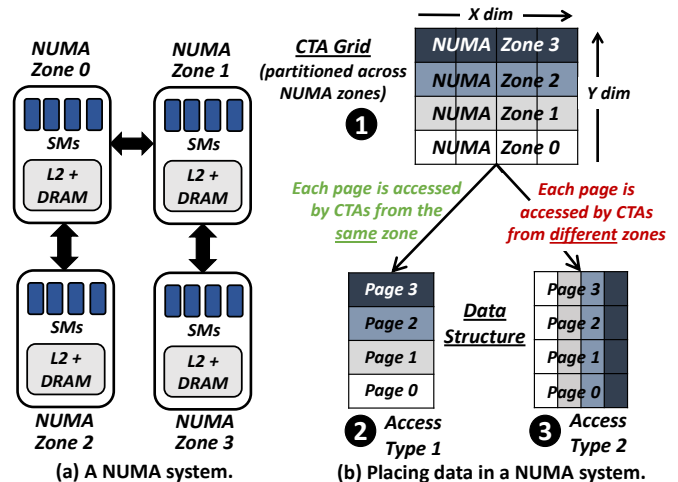 NUMA
Zone 0
NUMA
Zone 1
SMs
L2 +
DRAM
SMs
L2 +
DRAM
SMs
L2 +
DRAM
SMs
L2 +
DRAM
NUMA
Zone 2
NUMA
Zone 3
(a) A NUMA system.
X dim
CTA Grid
(partitioned across
NUMA zones)
1
NUMA Zone 3
NUMA Zone 2
NUMA Zone 1
NUMA Zone 0
Y dim
Each page is accessed
by CTAs from the
same zone
Each page is
accessed by CTAs
from different zones
Page 3
Page 2
Page 1
Page 0
Data
Structure
Page 3
Page 2
Page 1
Page 0
2 Access
Type 1
3 Access
Type 2
(b) Placing data in a NUMA system.